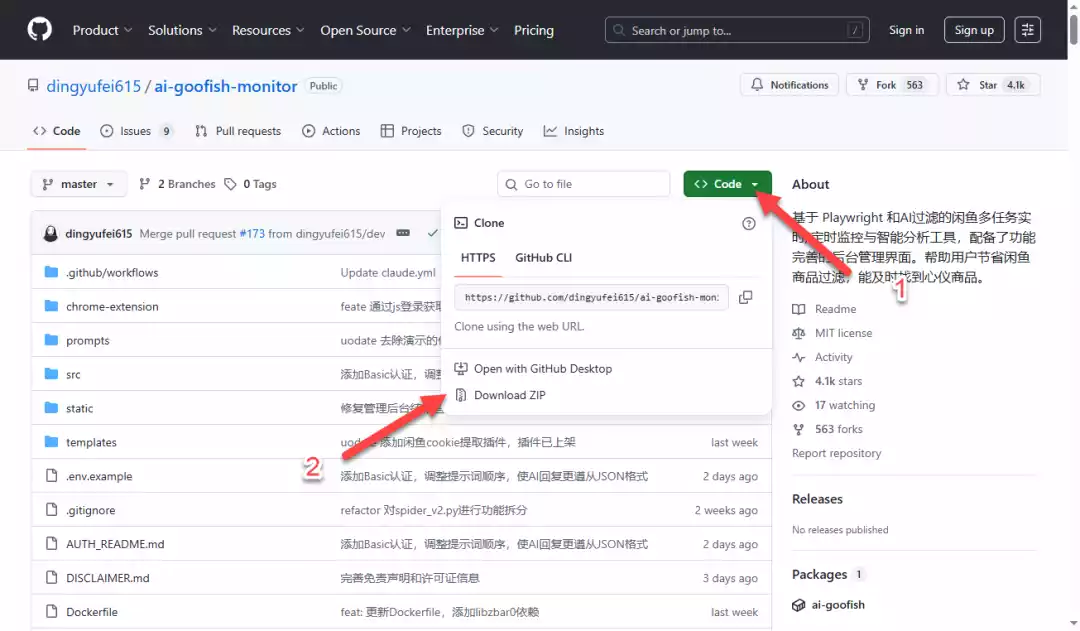 Product Solutions Resources Open Source Enterprise Pricing Search or jump to... / Sign in Sign up
dingyufei615 / ai-goofish-monitor Public Notifications Fork 563 Star 4.1k
Code Issues 9 Pull requests Actions Projects Security Insights
master 2 Branches 0 Tags Go to file Code
dingyufei615 Merge pull request #173 from dingyufei615/dev
.github/workflows Update claude.yml
chrome-extension feate 通过js登录获取
prompts uodate 去除演示的
src 添加Basic认证，调整
static 修复管理后台
templates 添加闲鱼cookie提取插件，插件已上架 last week
.env.example 添加Basic认证，调整提示词顺序，使AI回复更遵从JSON格式 2 days ago
.gitignore refactor 对spider_v2.py进行功能拆分 2 weeks ago
AUTH_README.md 添加Basic认证，调整提示词顺序，使AI回复更遵从JSON格式 2 days ago
DISCLAIMER.md 完善免责声明和许可证信息 3 days ago
Dockerfile feat: 更新Dockerfile，添加libzbar0依赖 last week
Clone
HTTPS GitHub CLI
https://github.com/dingyufei615/ai-goofish-moni
Clone using the web URL.
Open with GitHub Desktop
Download ZIP
1
2
About
基于 Playwright 和AI过滤的闲鱼多任务实
时/定时监控与智能分析工具，配备了功能
完善的后台管理界面。帮助用户节省闲鱼
商品过滤，能及时找到心仪商品。
Readme
MIT license
Activity
4.1k stars
17 watching
563 forks
Report repository
Releases
No releases published
Packages 1
ai-goofish